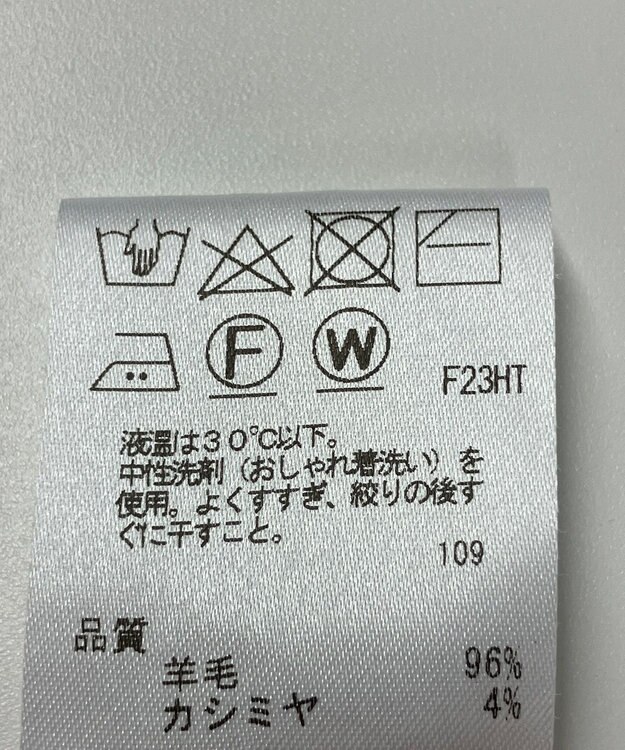 F W F23HT
液温は30℃以下。
中性洗剤（おしゃれ着洗い）を
使用。よくすすぎ、絞りの後す
ぐに干すこと。
109
品質
羊毛 96%
カシミヤ 4%